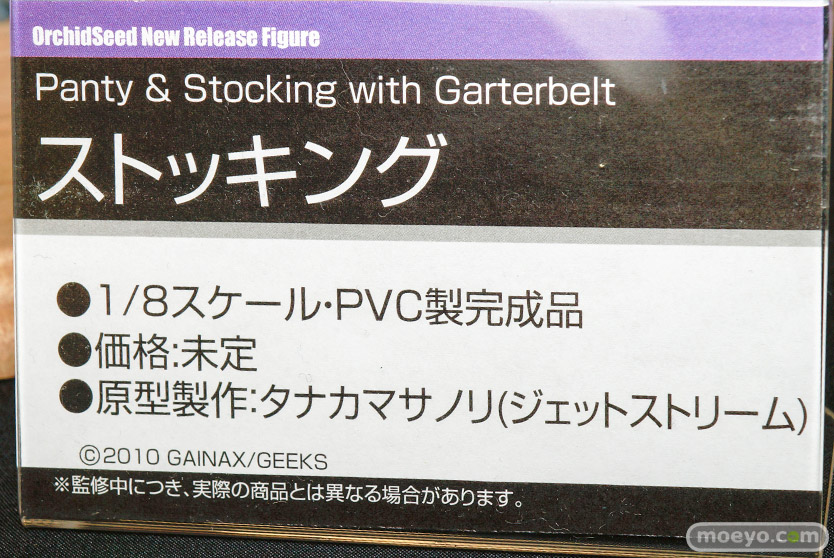 OrchidSeed New Release Figure
Panty & Stocking with Garterbelt
ストッキング
●1/8スケール・PVC製完成品
●価格:未定
●原型製作:タナカマサノリ(ジェットストリーム)
©2010 GAINAX/GEEKS
※監修中につき、実際の商品とは異なる場合があります。
moeyo.com